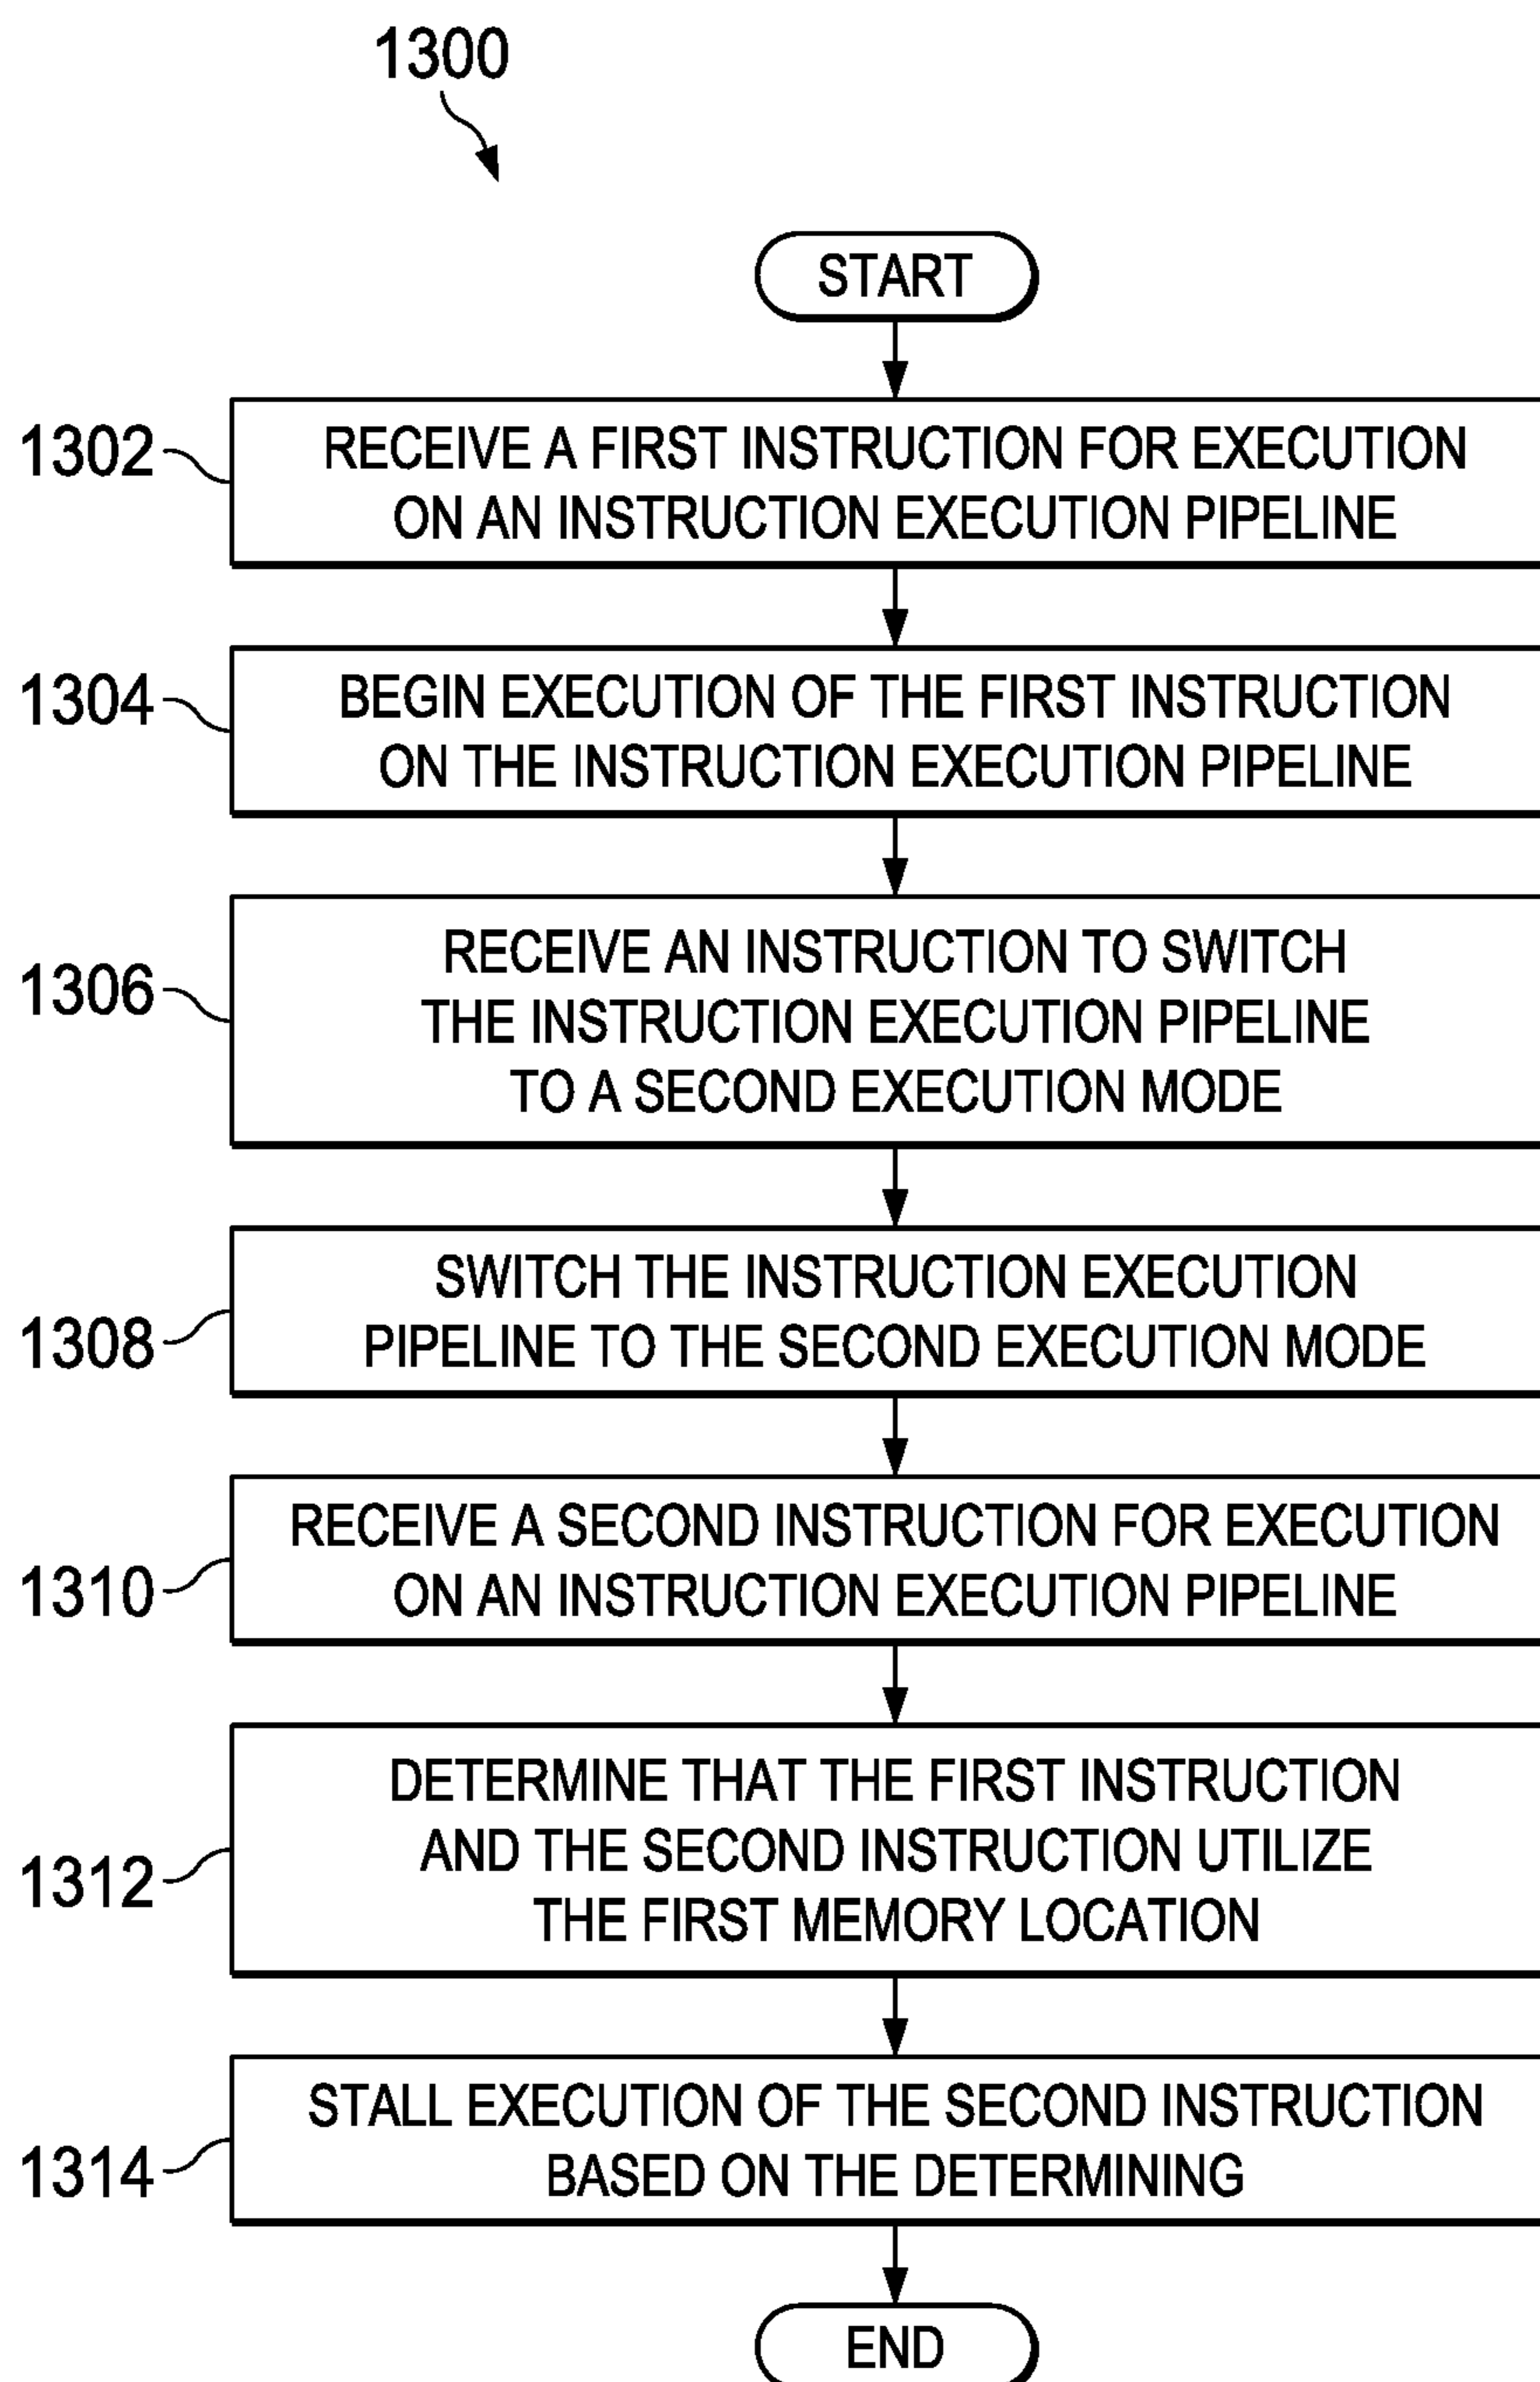 1300
START
1302
RECEIVE A FIRST INSTRUCTION FOR EXECUTION
ON AN INSTRUCTION EXECUTION PIPELINE
1304
BEGIN EXECUTION OF THE FIRST INSTRUCTION
ON THE INSTRUCTION EXECUTION PIPELINE
1306
RECEIVE AN INSTRUCTION TO SWITCH
THE INSTRUCTION EXECUTION PIPELINE
TO A SECOND EXECUTION MODE
1308
SWITCH THE INSTRUCTION EXECUTION
PIPELINE TO THE SECOND EXECUTION MODE
1310
RECEIVE A SECOND INSTRUCTION FOR EXECUTION
ON AN INSTRUCTION EXECUTION PIPELINE
1312
DETERMINE THAT THE FIRST INSTRUCTION
AND THE SECOND INSTRUCTION UTILIZE
THE FIRST MEMORY LOCATION
1314
STALL EXECUTION OF THE SECOND INSTRUCTION
BASED ON THE DETERMINING
END